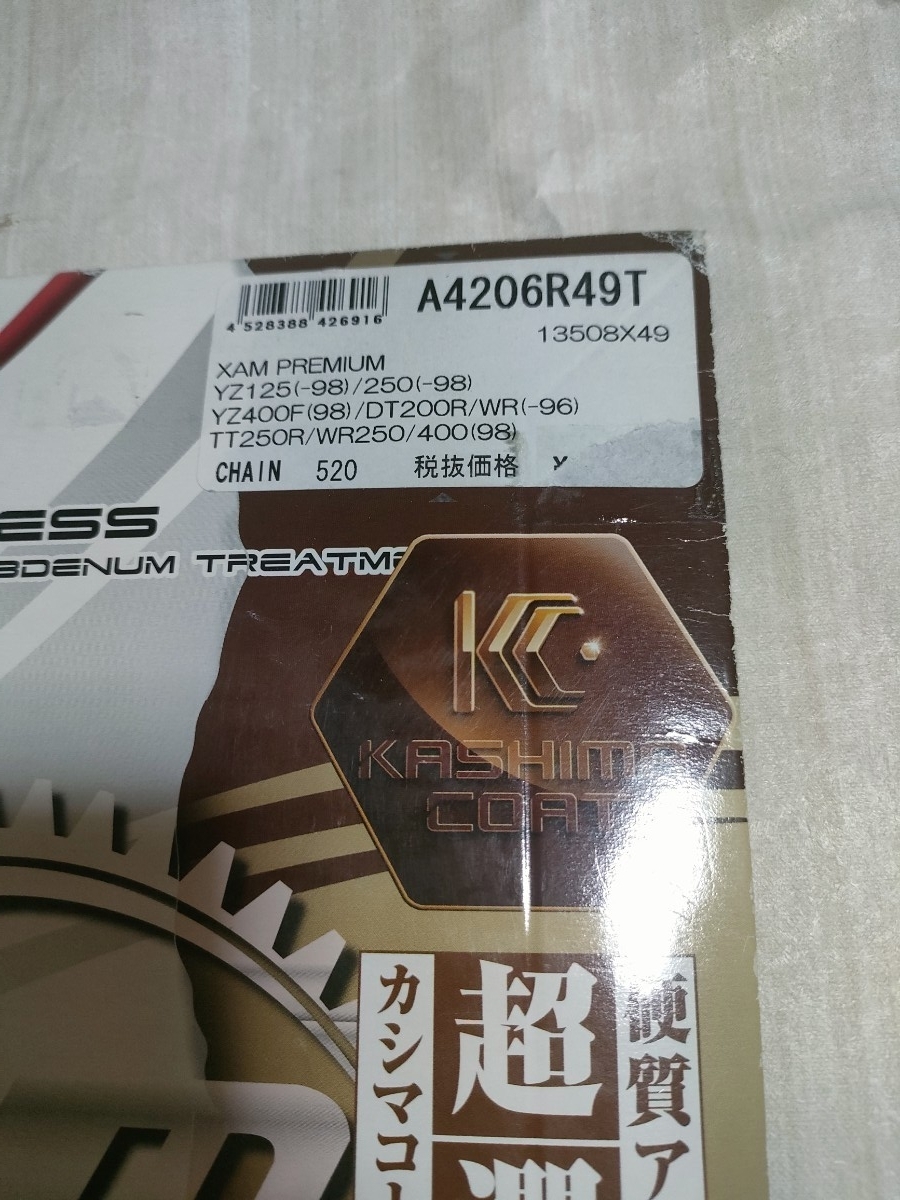 A4206R49T
4 528388 426916
13508X49
XAM PREMIUM
YZ125(-98)/250(-98)
YZ400F(98)/DT200R/WR(-96)
TT250R/WR250/400(98)
CHAIN 520 税抜価格 ¥
ESS
BDENUM TREATM
KC
KASHIMA
COAT
硬質ア
超
カシマコー